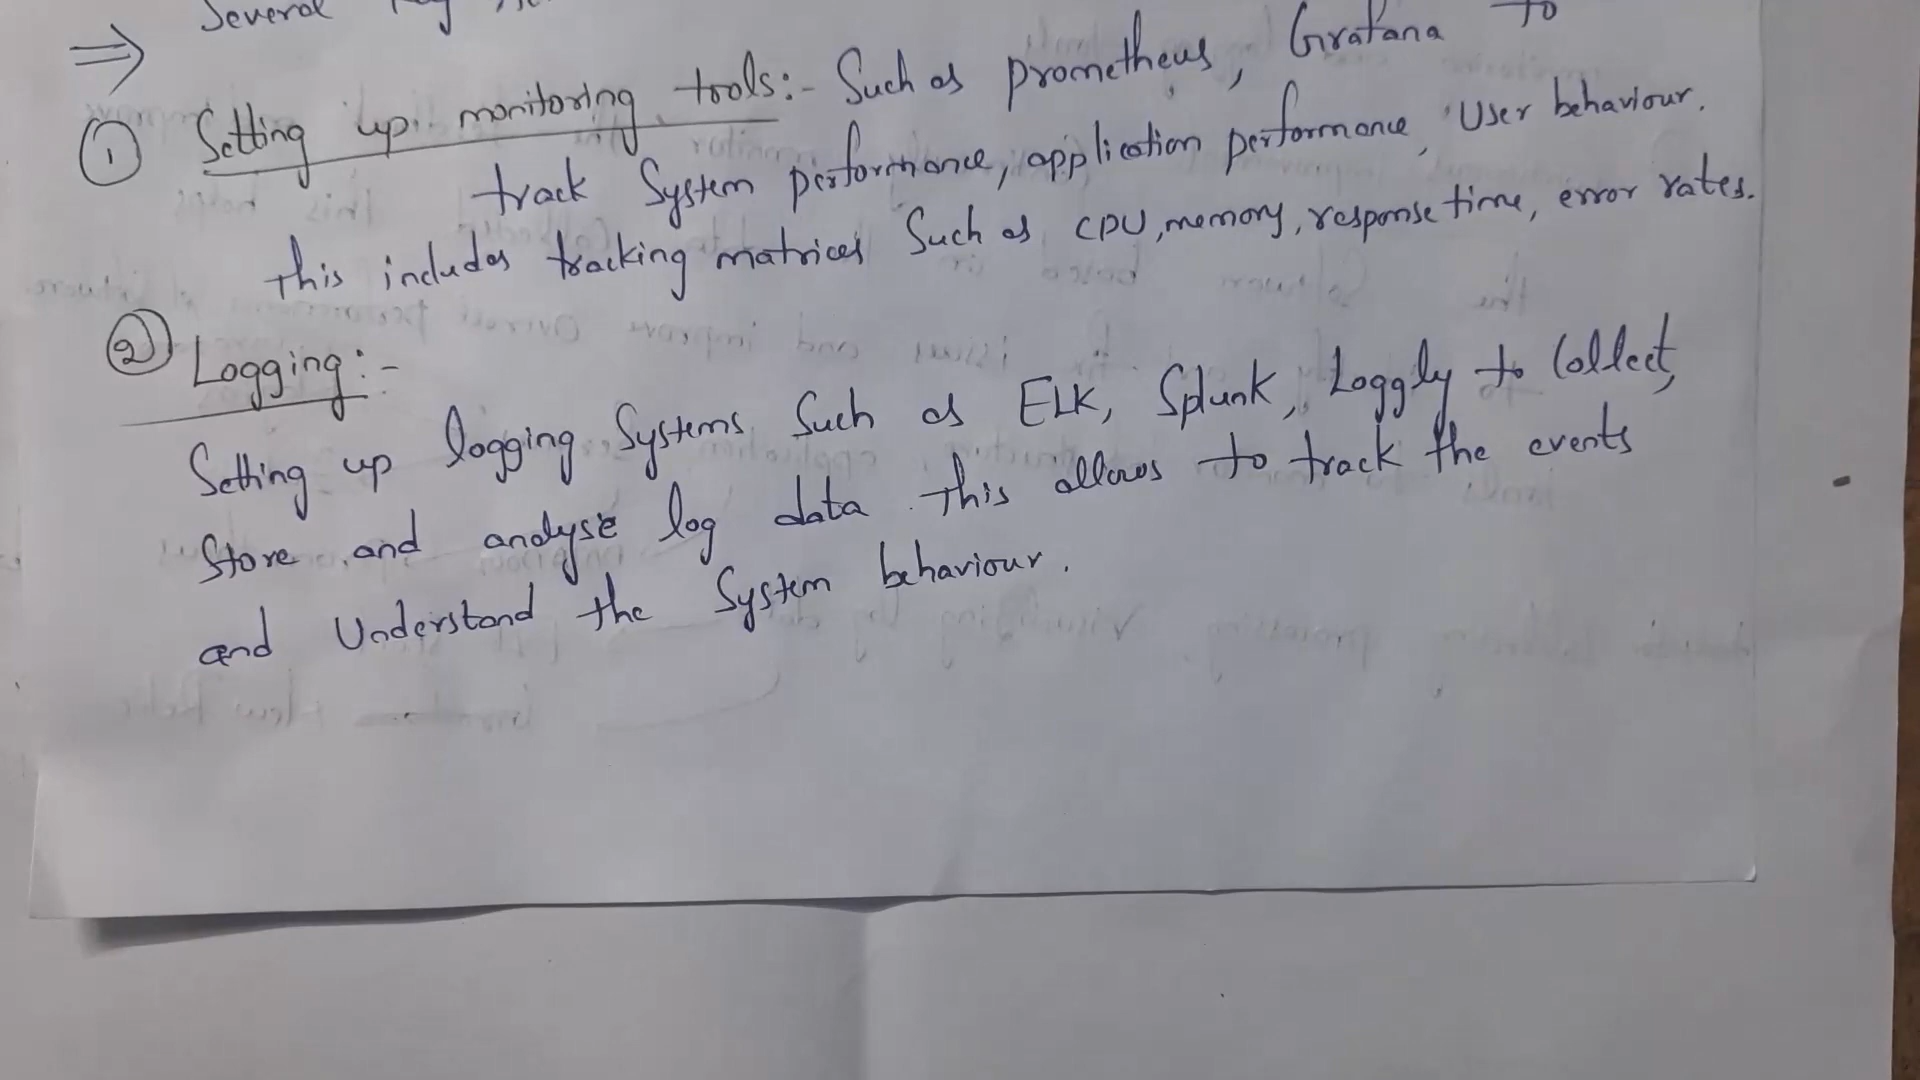 ⇒ Several
① Setting up monitoring tools:- Such as prometheus, Grafana to
track System performance, application performance, User behaviour.
this includes tracking matrices Such as CPU, memory, response time, error rates.
② Logging:-
Setting up logging Systems Such as ELK, Splunk, Loggly to Collect,
Store and analyse log data. this allows to track the events
and Understand the System behaviour.